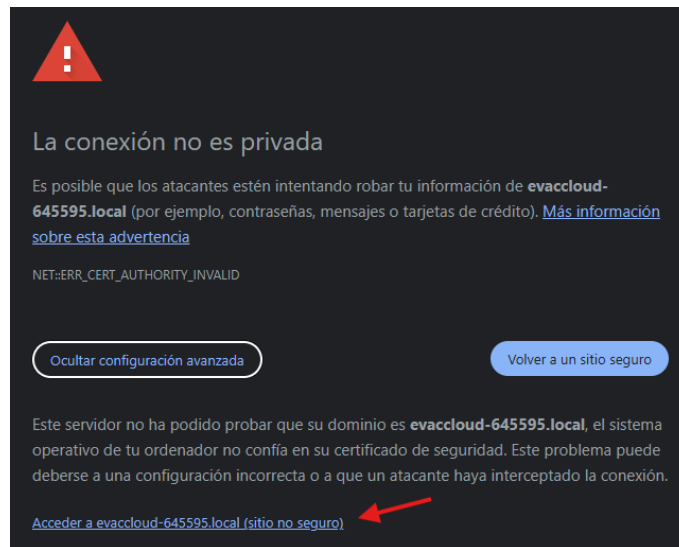 La conexión no es privada
Es posible que los atacantes estén intentando robar tu información de evaccloud-
645595.local (por ejemplo, contraseñas, mensajes o tarjetas de crédito). Más información
sobre esta advertencia
NET::ERR_CERT_AUTHORITY_INVALID
Ocultar configuración avanzada
Volver a un sitio seguro
Este servidor no ha podido probar que su dominio es evaccloud-645595.local, el sistema
operativo de tu ordenador no confía en su certificado de seguridad. Este problema puede
deberse a una configuración incorrecta o a que un atacante haya interceptado la conexión.
Acceder a evaccloud-645595.local (sitio no seguro)